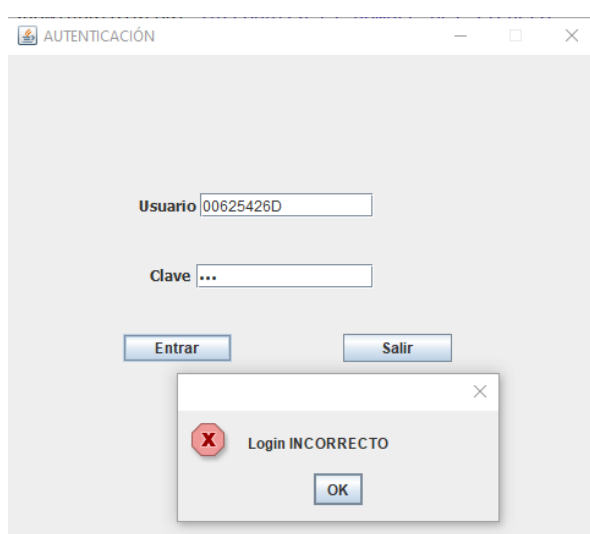 AUTENTICACIÓN
Usuario 00625426D
Clave •••
Entrar Salir
Login INCORRECTO
OK